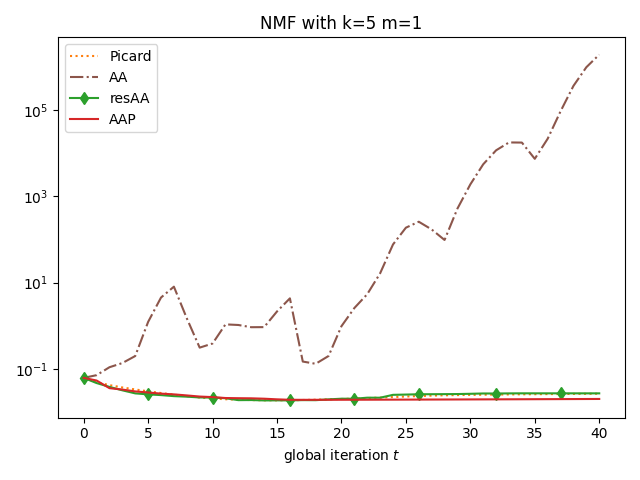 NMF with k=5 m=1
Picard
AA
resAA
AAP
10^5
10^3
10^1
10^-1
0 5 10 15 20 25 30 35 40
global iteration t